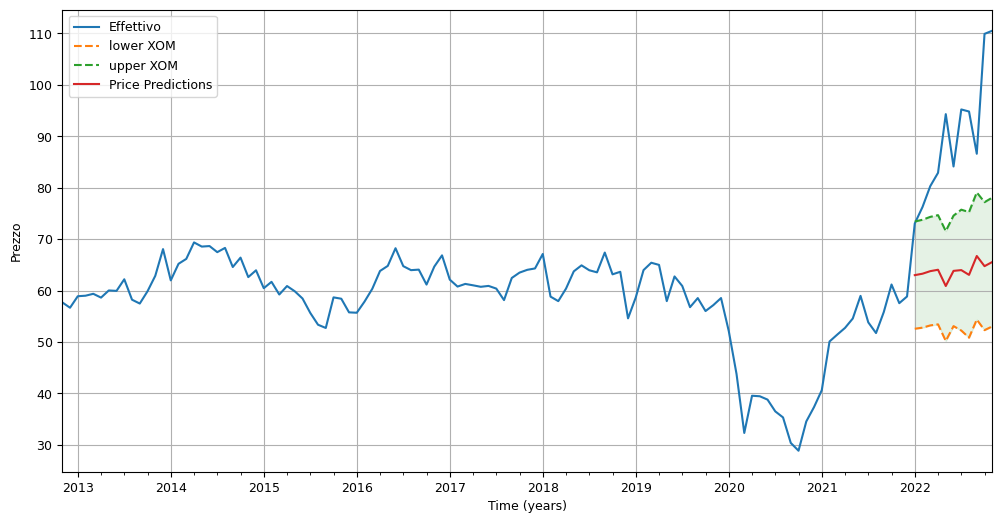 Effettivo
lower XOM
upper XOM
Price Predictions
110
100
90
80
70
60
50
40
30
Prezzo
2013 2014 2015 2016 2017 2018 2019 2020 2021 2022
Time (years)